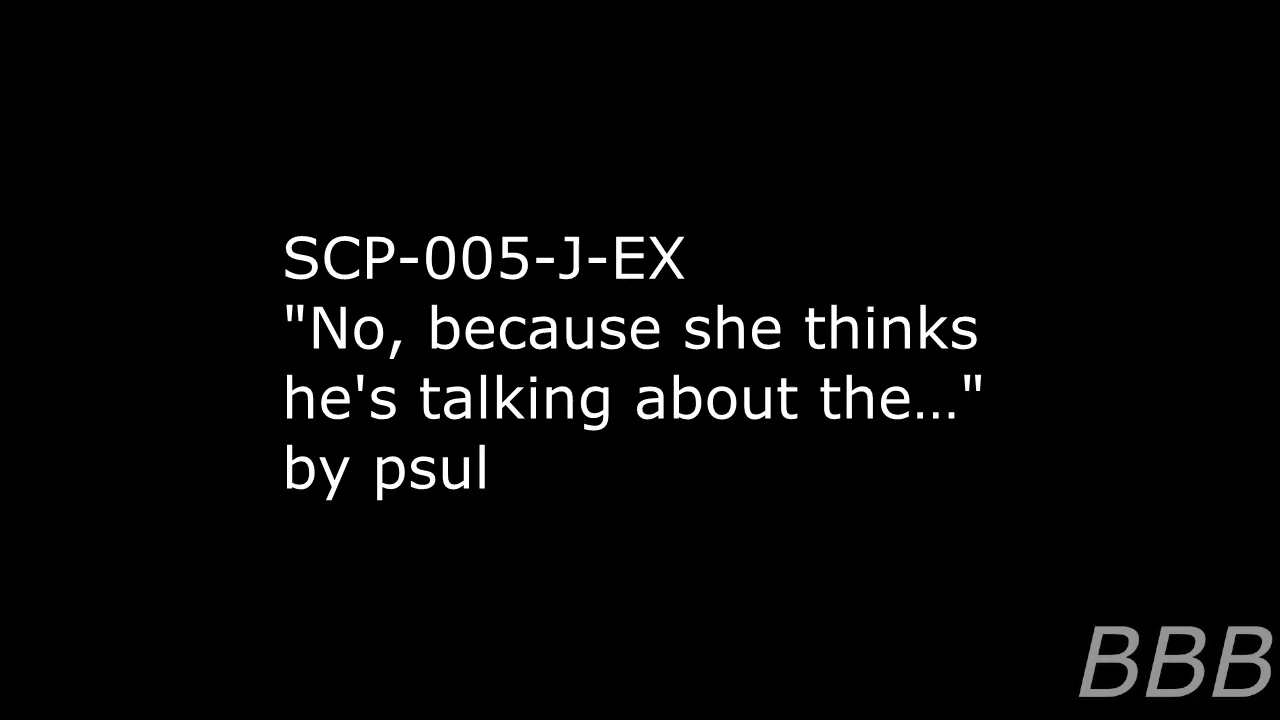 SCP-005-J-EX
"No, because she thinks
he's talking about the…"
by psul
BBB